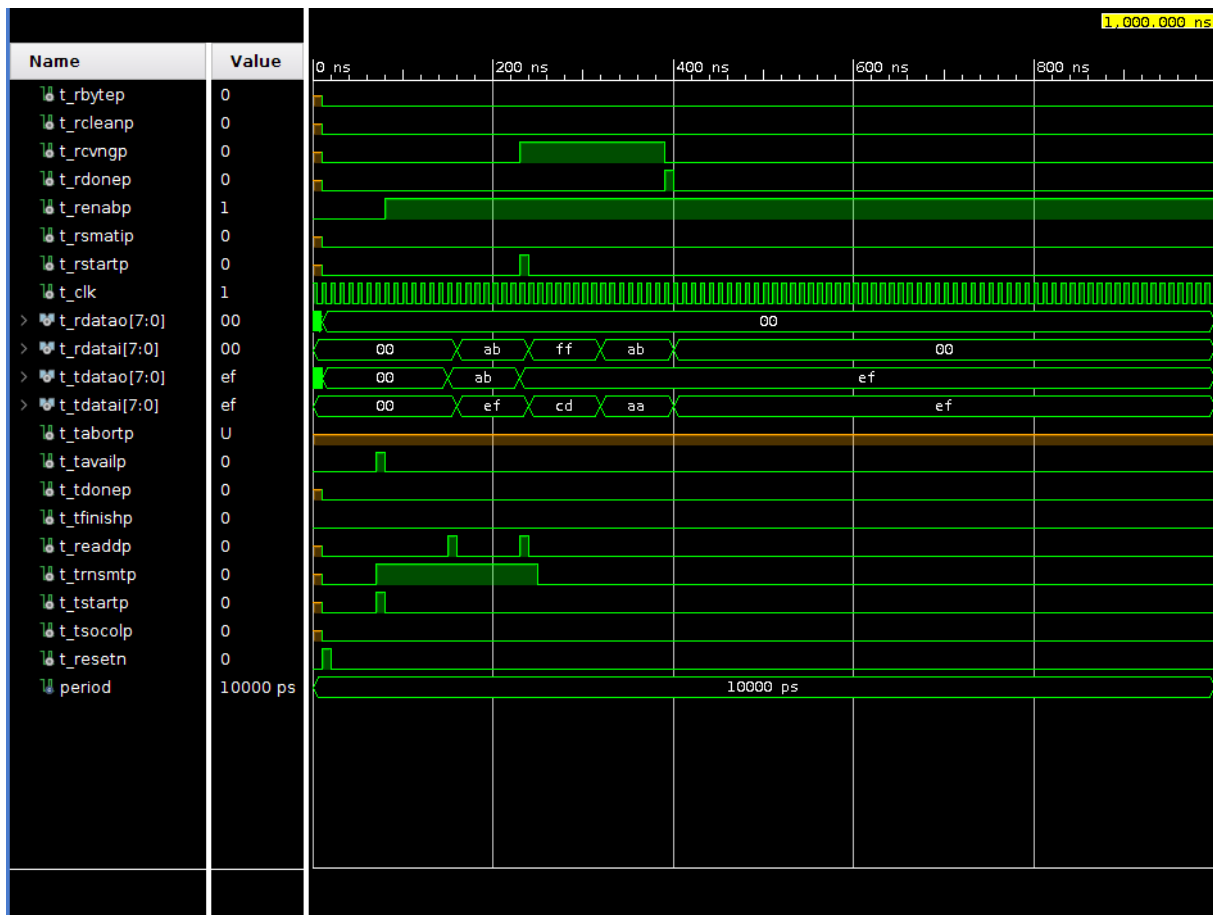 1,000.000 ns
Name Value 0 ns 200 ns 400 ns 600 ns 800 ns
t_rbytep 0
t_rcleanp 0
t_rcvngp 0
t_rdonep 0
t_renabp 1
t_rsmatip 0
t_rstartp 0
t_clk 1
> t_rdatao[7:0] 00 00
> t_rdatai[7:0] 00 00 ab ff ab 00
> t_tdatao[7:0] ef 00 ab ef
> t_tdatai[7:0] ef 00 ef cd aa ef
t_tabortp U
t_tavailp 0
t_tdonep 0
t_tfinishp 0
t_readdp 0
t_trnsmtp 0
t_tstartp 0
t_tsocolp 0
t_resetn 0
period 10000 ps 10000 ps